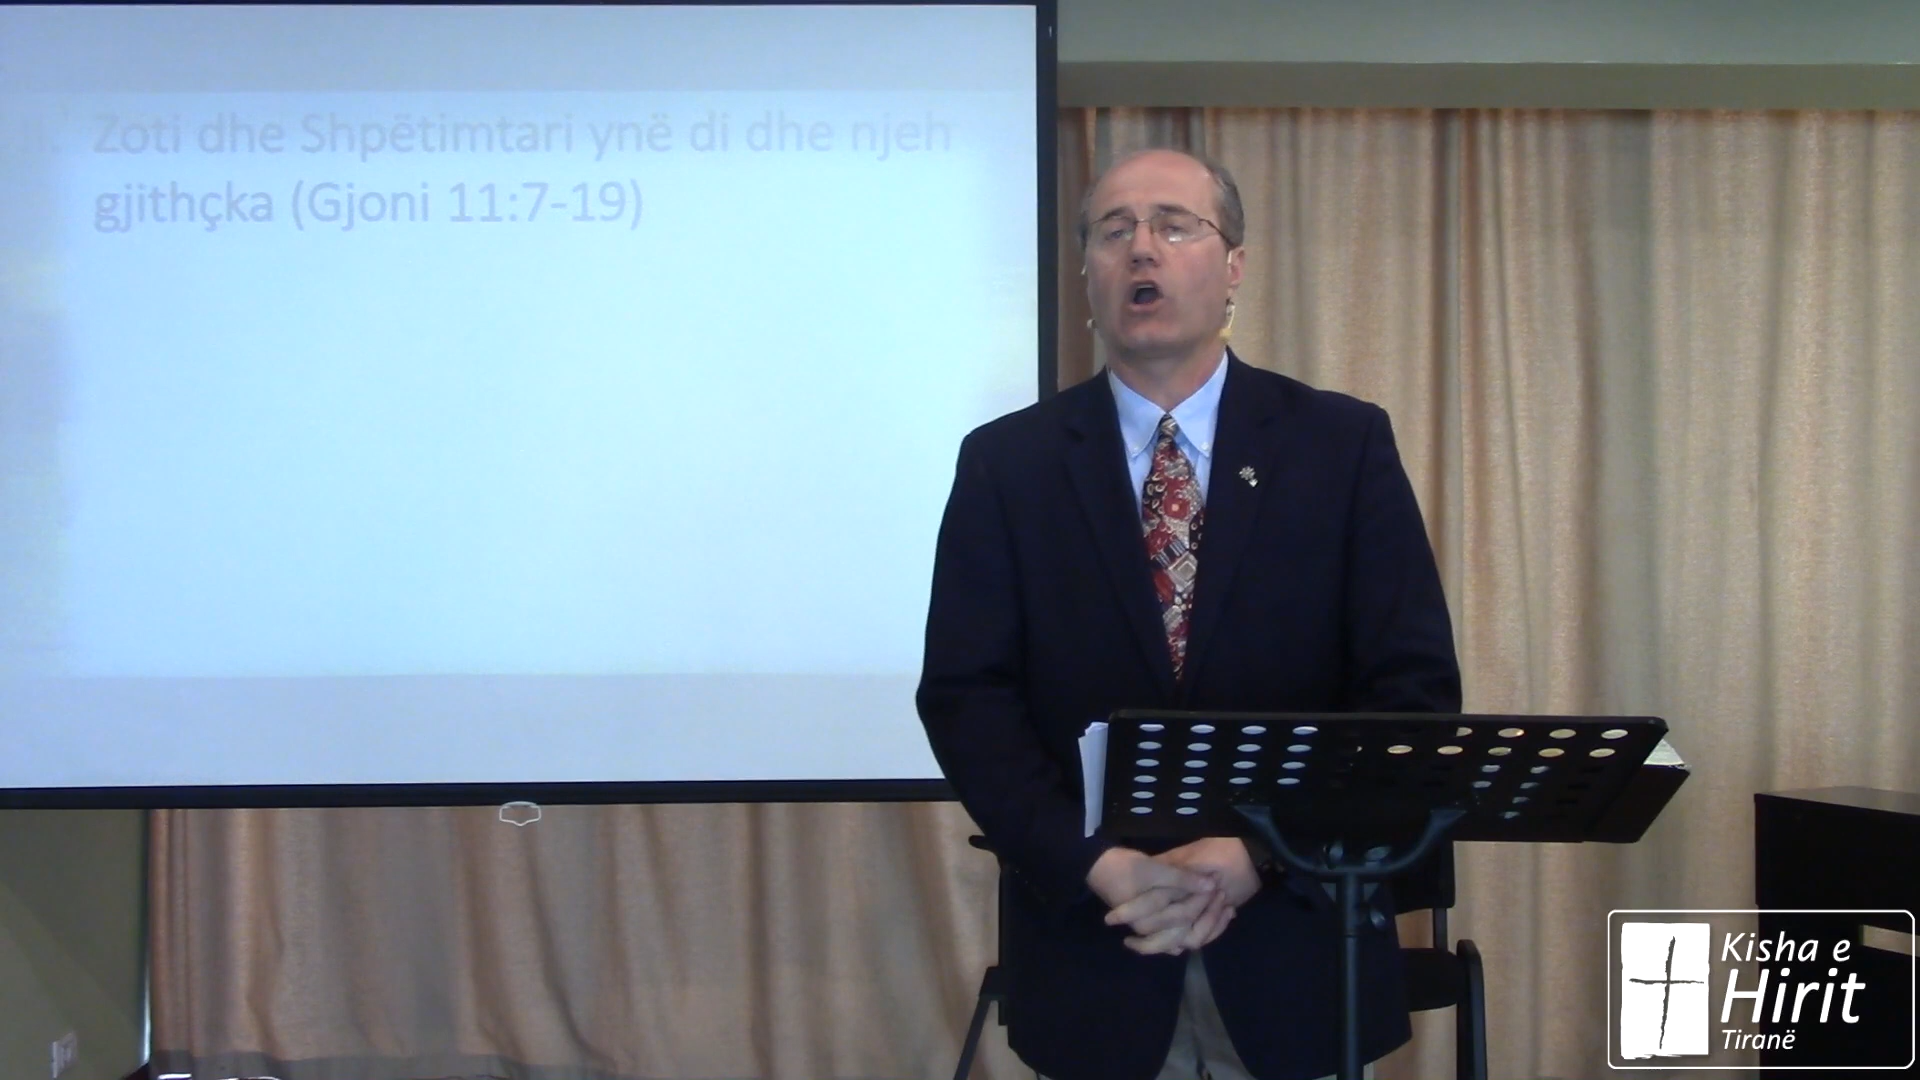 Zoti dhe Shpëtimtari ynë di dhe njeh
gjithçka (Gjoni 11:7-19)
Kisha e
Hirit
Tiranë